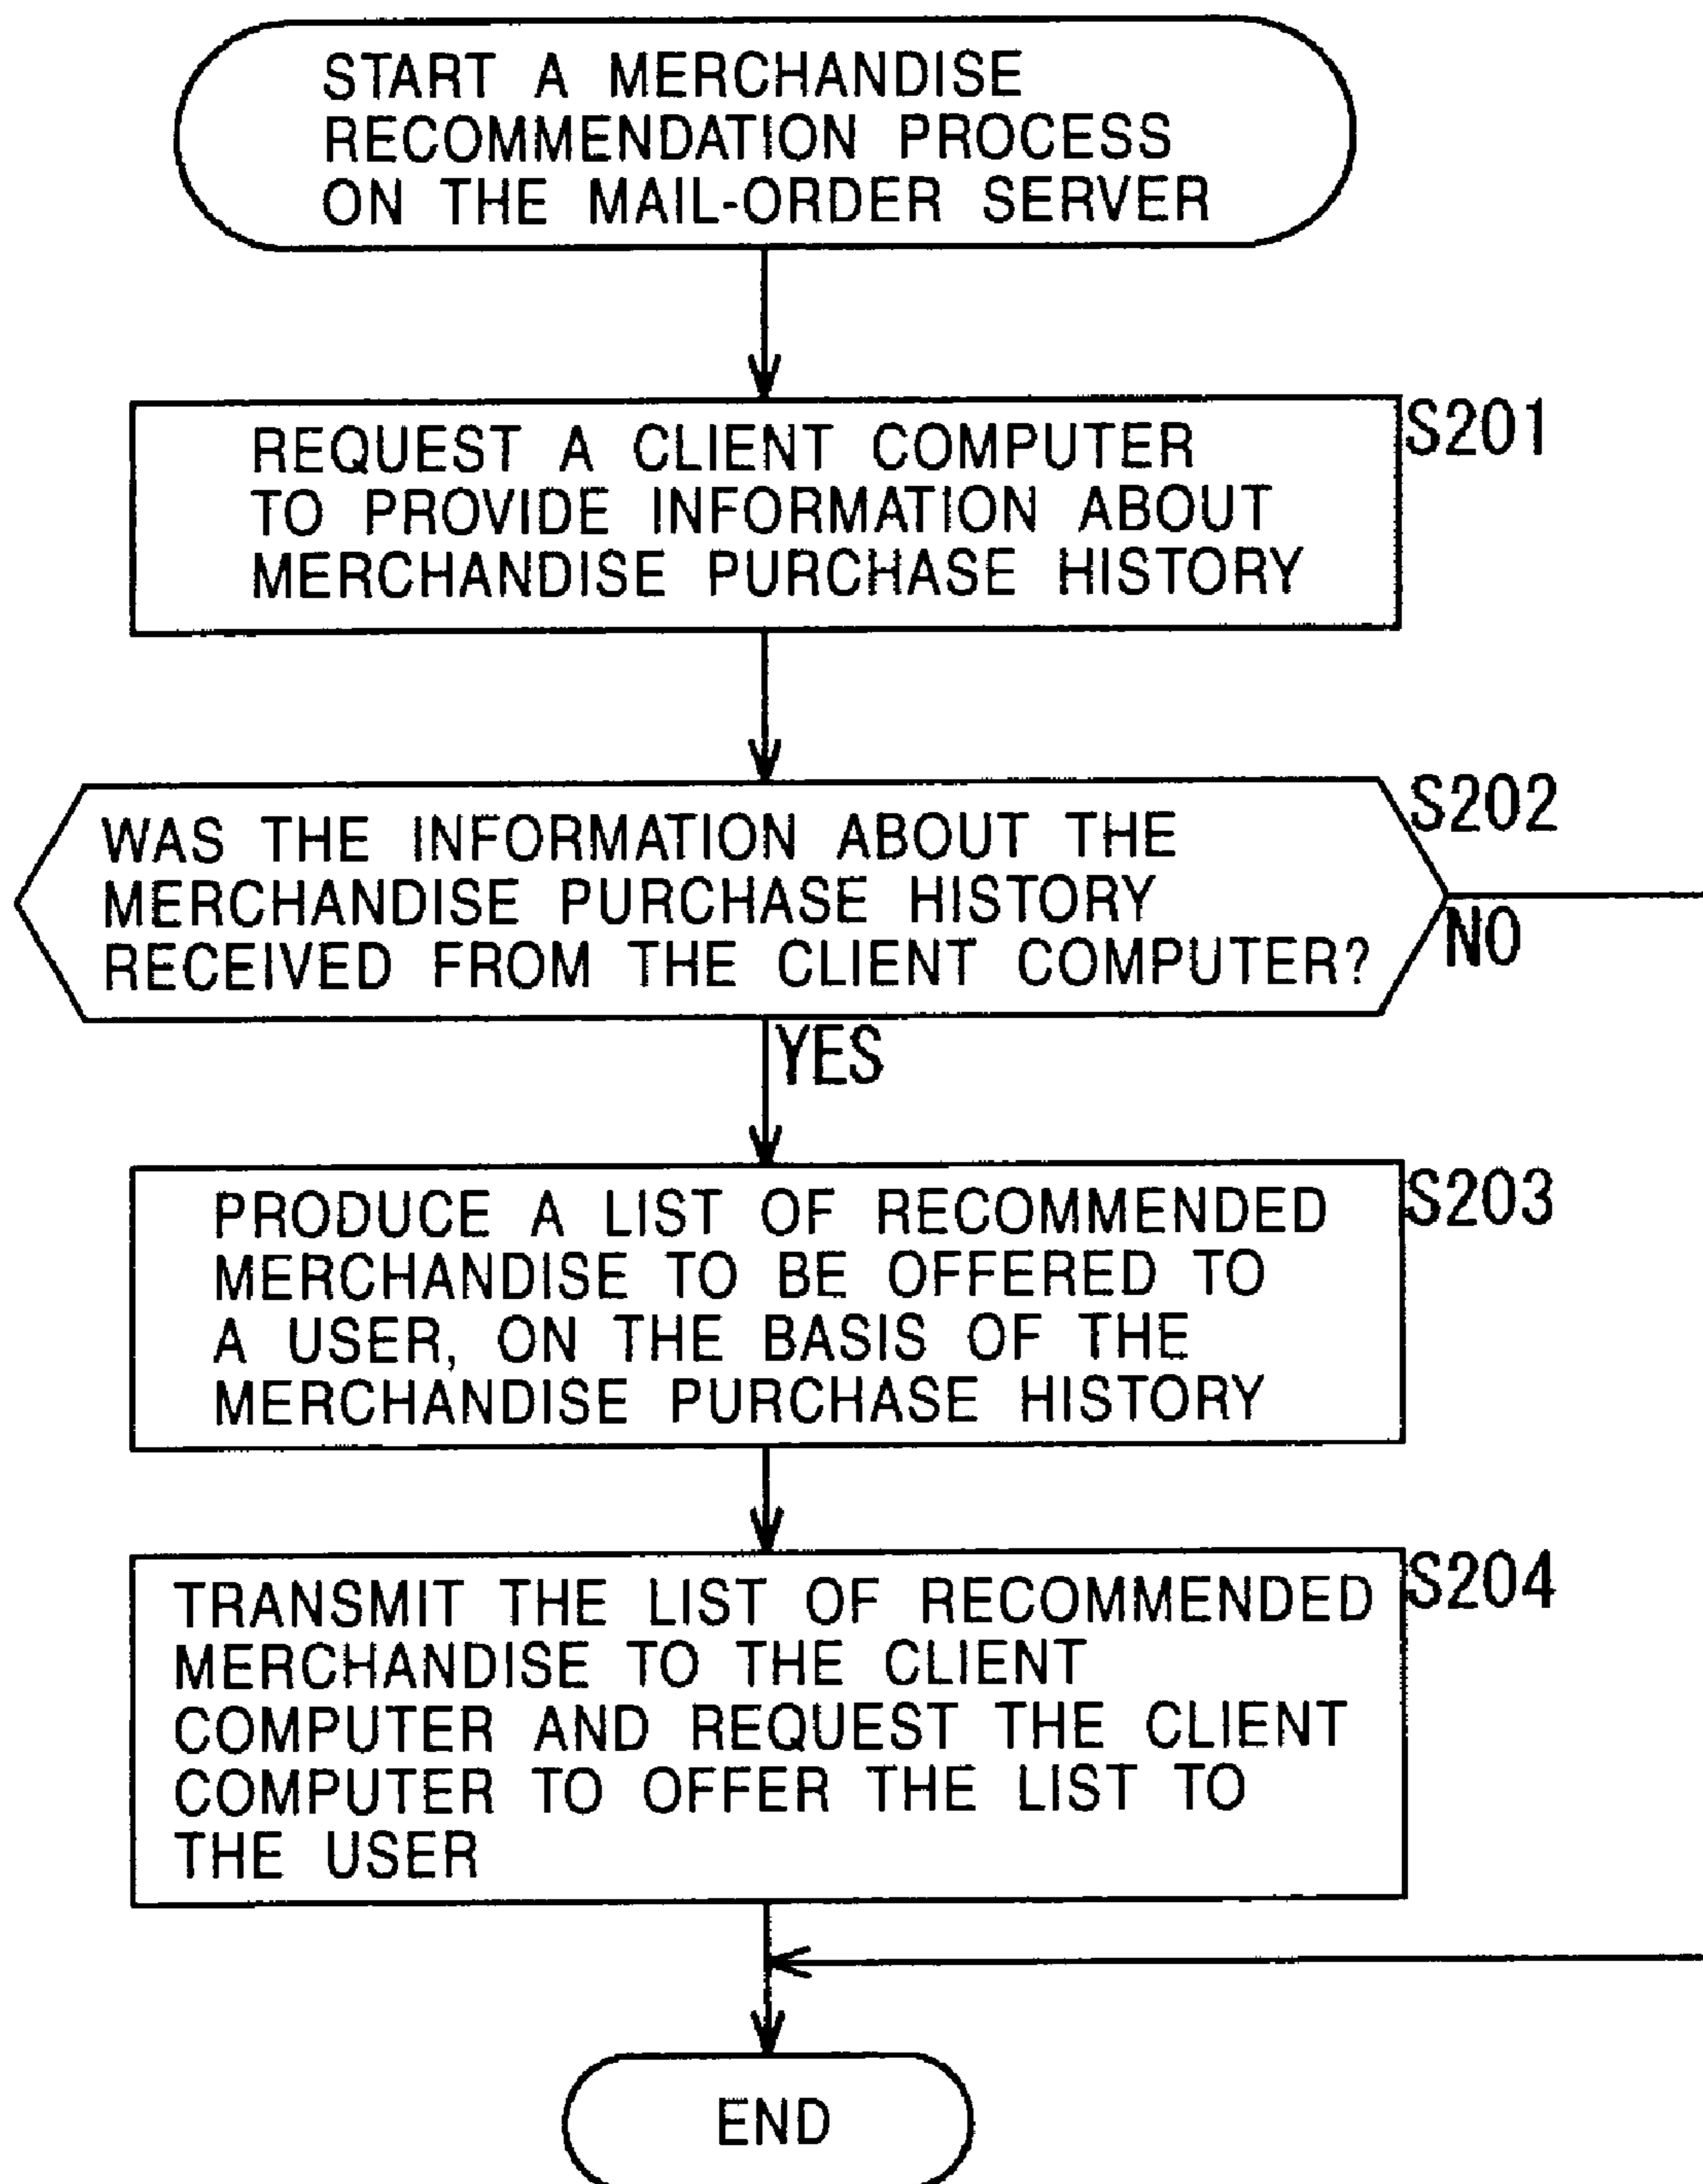 START A MERCHANDISE
RECOMMENDATION PROCESS
ON THE MAIL-ORDER SERVER
S201
REQUEST A CLIENT COMPUTER
TO PROVIDE INFORMATION ABOUT
MERCHANDISE PURCHASE HISTORY
S202
WAS THE INFORMATION ABOUT THE
MERCHANDISE PURCHASE HISTORY
RECEIVED FROM THE CLIENT COMPUTER?
NO
YES
S203
PRODUCE A LIST OF RECOMMENDED
MERCHANDISE TO BE OFFERED TO
A USER, ON THE BASIS OF THE
MERCHANDISE PURCHASE HISTORY
S204
TRANSMIT THE LIST OF RECOMMENDED
MERCHANDISE TO THE CLIENT
COMPUTER AND REQUEST THE CLIENT
COMPUTER TO OFFER THE LIST TO
THE USER
END